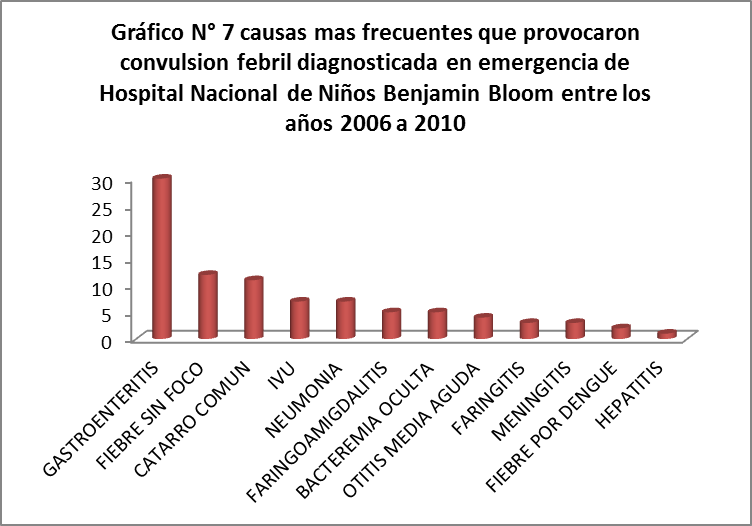 Gráfico N° 7 causas mas frecuentes que provocaron
convulsion febril diagnosticada en emergencia de
Hospital Nacional de Niños Benjamin Bloom entre los
años 2006 a 2010
30
25
20
15
10
5
0
GASTROENTERITIS
FIEBRE SIN FOCO
CATARRO COMUN
IVU
NEUMONIA
FARINGOAMIGDALITIS
BACTEREMIA OCULTA
OTITIS MEDIA AGUDA
FARINGITIS
MENINGITIS
FIEBRE POR DENGUE
HEPATITIS